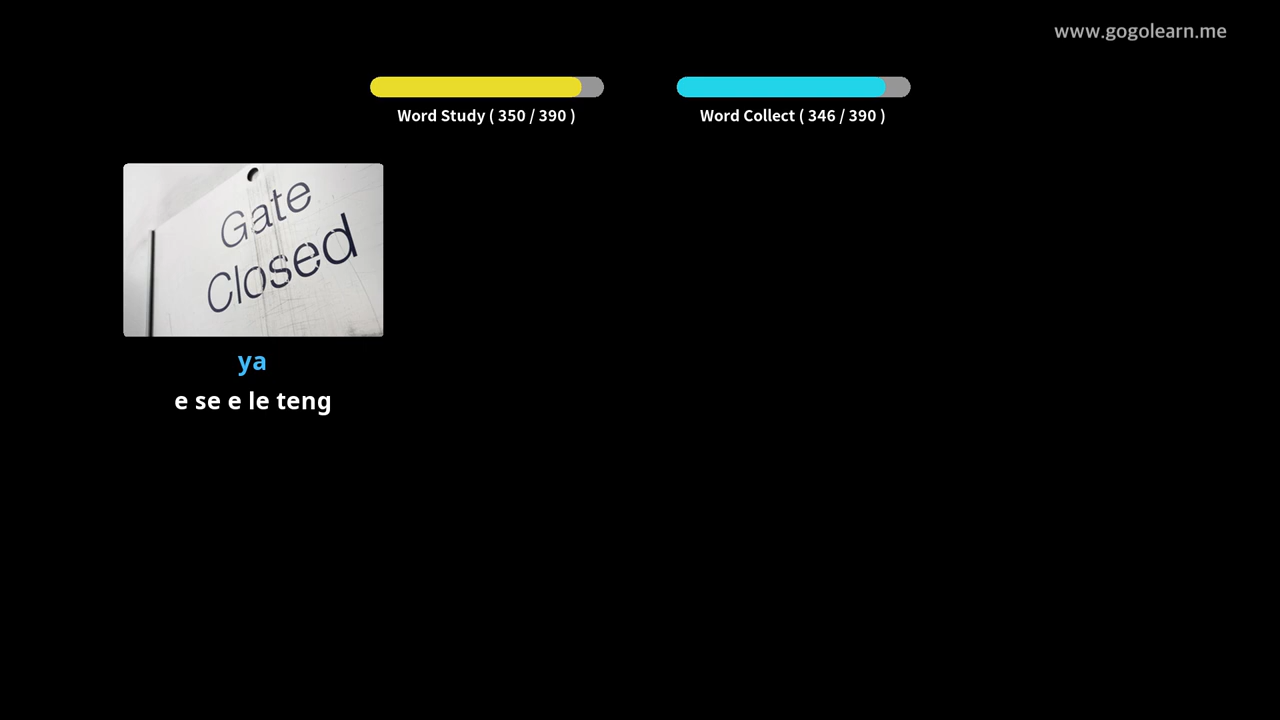 www.gogolearn.me
Word Study ( 350 / 390 )
Word Collect ( 346 / 390 )
Gate
Closed
ya
e se e le teng